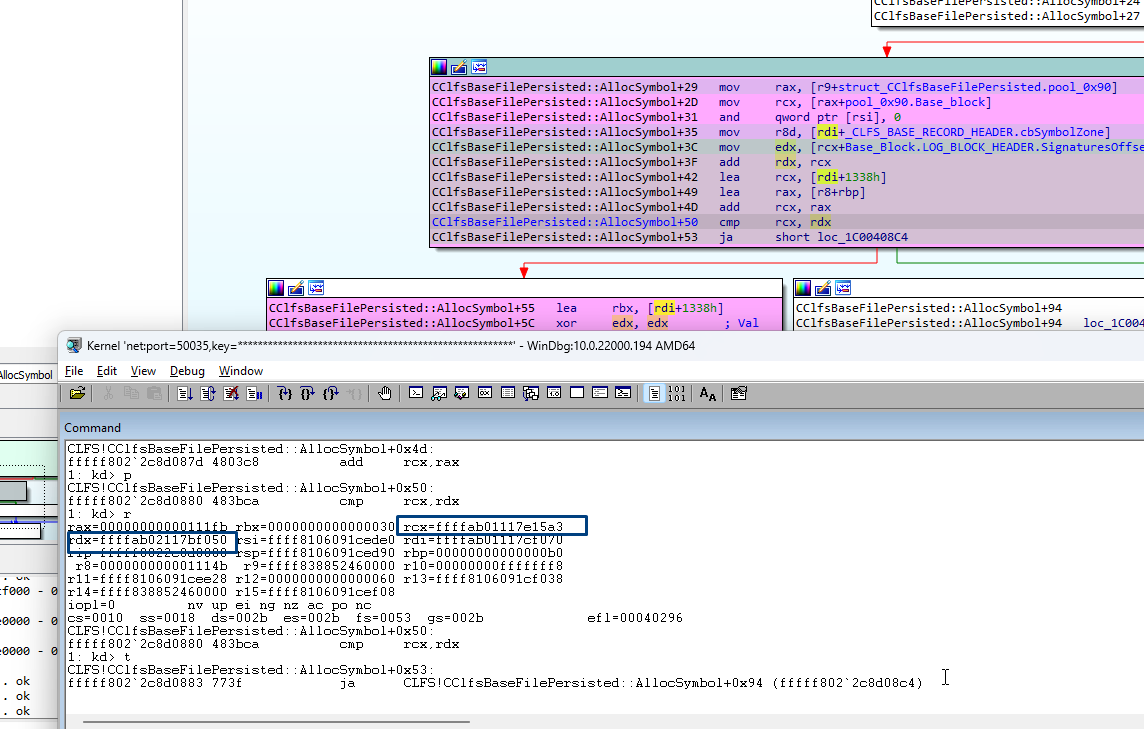 CClfsBaseFilePersisted::AllocSymbol+24
CClfsBaseFilePersisted::AllocSymbol+27
CClfsBaseFilePersisted::AllocSymbol+29 mov rax, [r9+struct_CClfsBaseFilePersisted.pool_0x90]
CClfsBaseFilePersisted::AllocSymbol+2D mov rcx, [rax+pool_0x90.Base_block]
CClfsBaseFilePersisted::AllocSymbol+31 and qword ptr [rsi], 0
CClfsBaseFilePersisted::AllocSymbol+35 mov r8d, [rdi+_CLFS_BASE_RECORD_HEADER.cbSymbolZone]
CClfsBaseFilePersisted::AllocSymbol+3C mov edx, [rcx+Base_Block.LOG_BLOCK_HEADER.SignaturesOffse
CClfsBaseFilePersisted::AllocSymbol+3F add rdx, rcx
CClfsBaseFilePersisted::AllocSymbol+42 lea rcx, [rdi+1338h]
CClfsBaseFilePersisted::AllocSymbol+49 lea rax, [r8+rbp]
CClfsBaseFilePersisted::AllocSymbol+4D add rcx, rax
CClfsBaseFilePersisted::AllocSymbol+50 cmp rcx, rdx
CClfsBaseFilePersisted::AllocSymbol+53 ja short loc_1C00408C4
CClfsBaseFilePersisted::AllocSymbol+55 lea rbx, [rdi+1338h]
CClfsBaseFilePersisted::AllocSymbol+5C xor edx, edx ; Val
CClfsBaseFilePersisted::AllocSymbol+94
CClfsBaseFilePersisted::AllocSymbol+94 loc_1C004
Kernel 'net:port=50035,key=****************************************************' - WinDbg:10.0.22000.194 AMD64
File Edit View Debug Window
AllocSymbol
Command
CLFS!CClfsBaseFilePersisted::AllocSymbol+0x4d:
fffff802`2c8d087d 4803c8 add rcx,rax
1: kd> p
CLFS!CClfsBaseFilePersisted::AllocSymbol+0x50:
fffff802`2c8d0880 483bca cmp rcx,rdx
1: kd> r
rax=00000000000111fb rbx=0000000000000030 rcx=ffffab01117e15a3
rdx=ffffab02117bf050 rsi=ffff8106091cede0 rdi=ffffab01117cf070
rip=fffff8022c8d0880 rsp=ffff8106091ced90 rbp=00000000000000b0
r8=000000000001114b r9=ffff838852460000 r10=00000000fffffff8
r11=ffff8106091cee28 r12=0000000000000060 r13=ffff8106091cf038
r14=ffff838852460000 r15=ffff8106091cef08
iopl=0 nv up ei ng nz ac po nc
cs=0010 ss=0018 ds=002b es=002b fs=0053 gs=002b efl=00040296
CLFS!CClfsBaseFilePersisted::AllocSymbol+0x50:
fffff802`2c8d0880 483bca cmp rcx,rdx
1: kd> t
CLFS!CClfsBaseFilePersisted::AllocSymbol+0x53:
fffff802`2c8d0883 773f ja CLFS!CClfsBaseFilePersisted::AllocSymbol+0x94 (fffff802`2c8d08c4)
. ok
f000 - 0
0000 - 0
0000 - 0
. ok
. ok
. ok